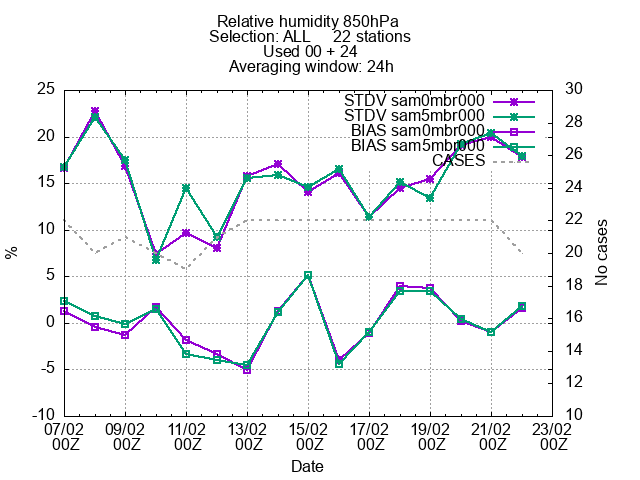 Relative humidity 850hPa
Selection: ALL 22 stations
Used 00 + 24
Averaging window: 24h
STDV sam0mbr000
STDV sam5mbr000
BIAS sam0mbr000
BIAS sam5mbr000
CASES
25
20
15
10
5
0
-5
-10
%
30
28
26
24
22
20
18
16
14
12
10
No cases
07/02 09/02 11/02 13/02 15/02 17/02 19/02 21/02 23/02
00Z 00Z 00Z 00Z 00Z 00Z 00Z 00Z 00Z
Date